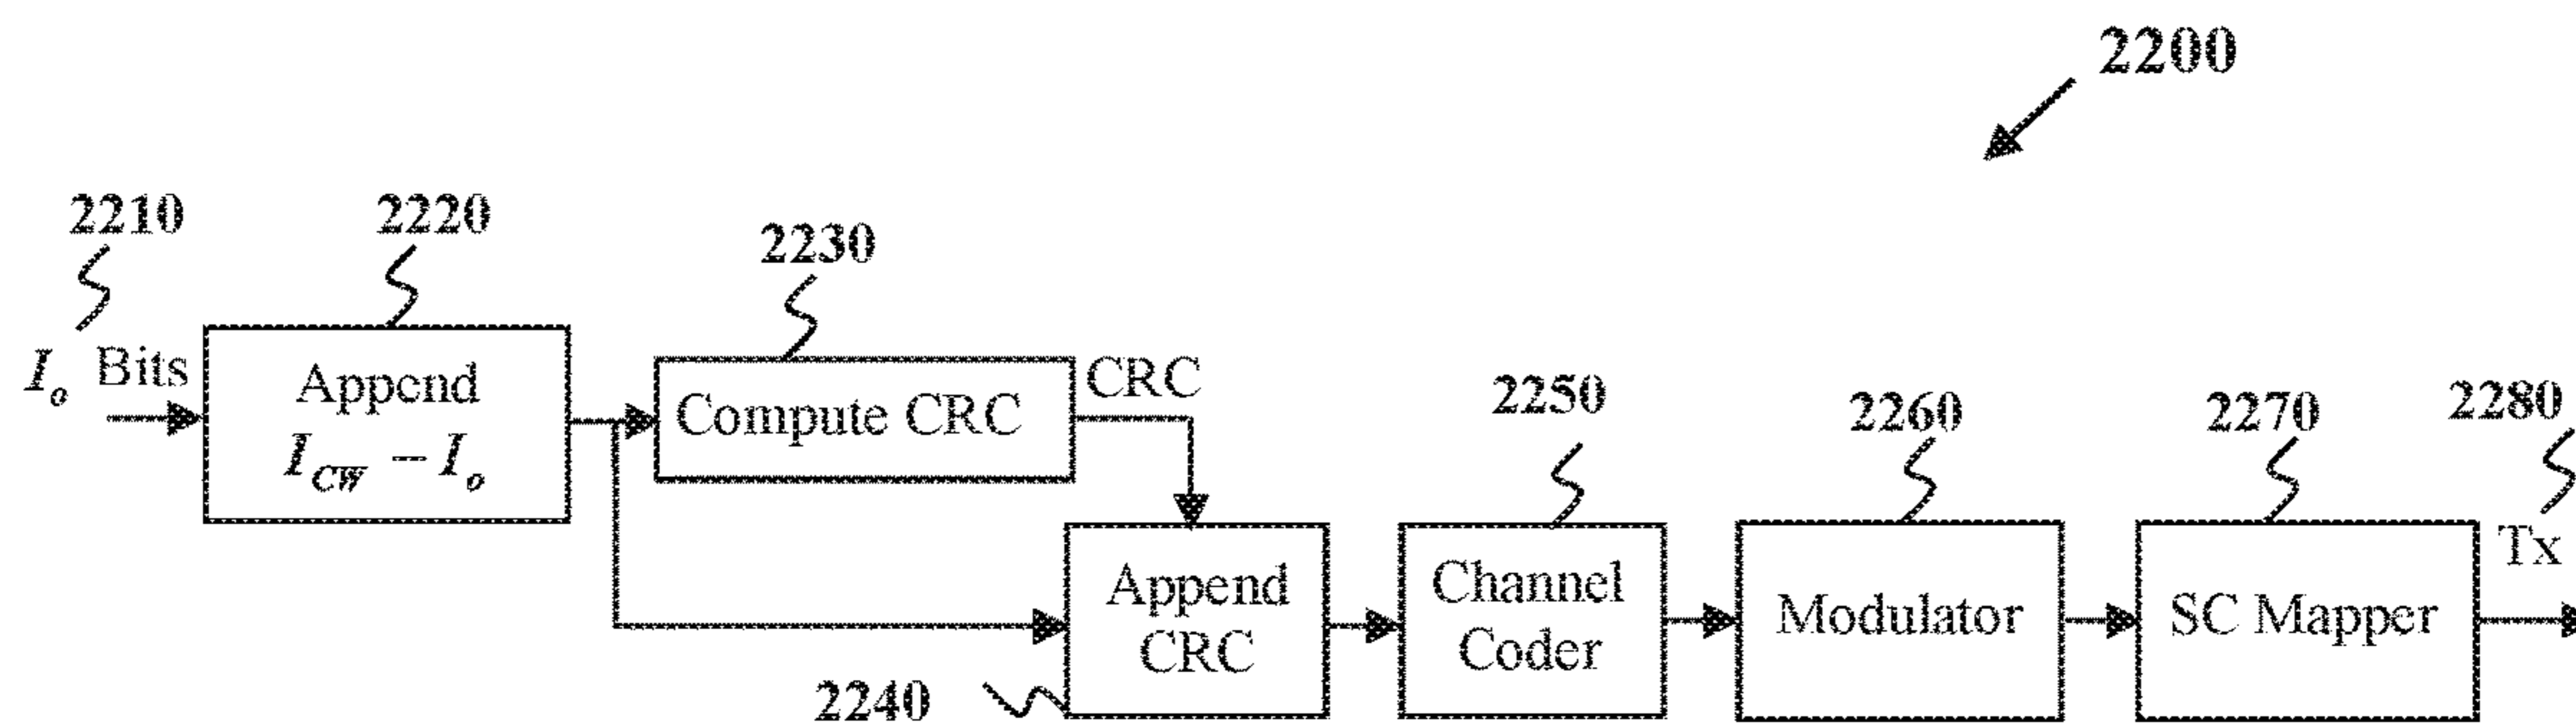 2200
2210
2220
2230
I_o Bits
Append
I_CW − I_o
Compute CRC
CRC
2250
2260
2270
2280
Append
CRC
Channel
Coder
Modulator
SC Mapper
Tx
2240